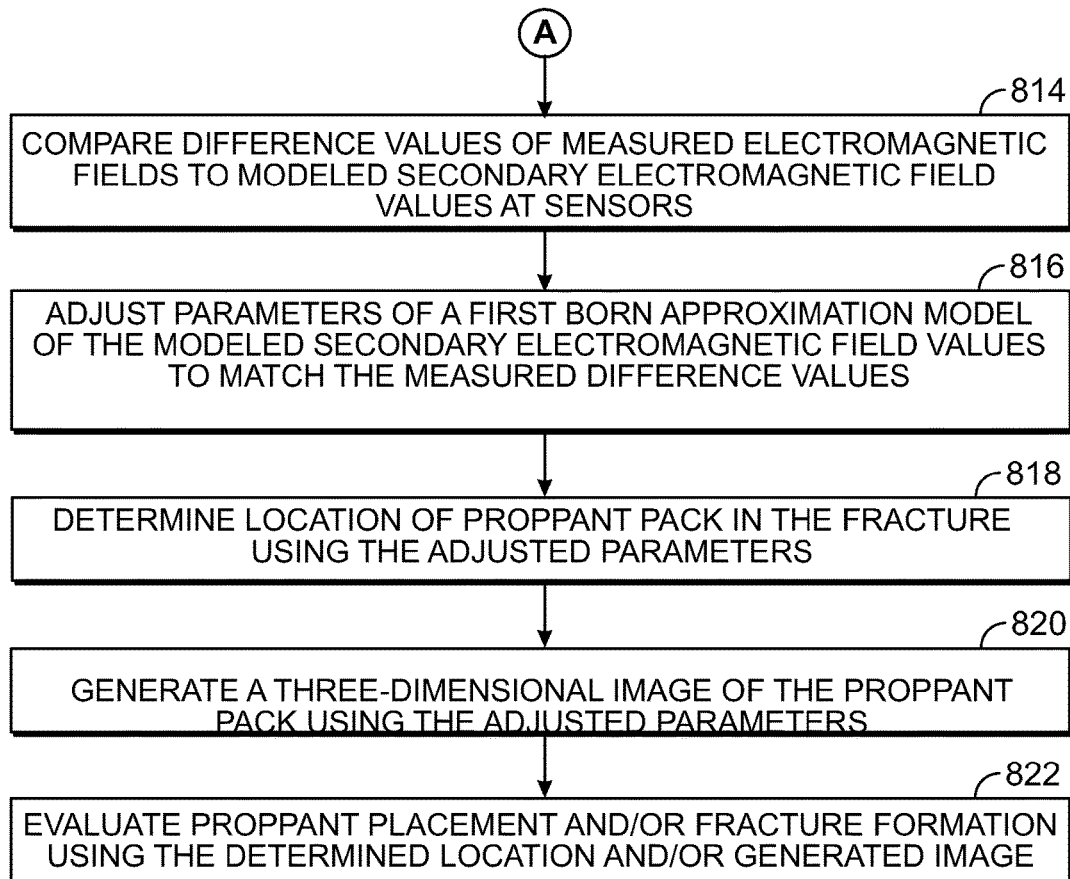 A
814
COMPARE DIFFERENCE VALUES OF MEASURED ELECTROMAGNETIC
FIELDS TO MODELED SECONDARY ELECTROMAGNETIC FIELD
VALUES AT SENSORS
816
ADJUST PARAMETERS OF A FIRST BORN APPROXIMATION MODEL
OF THE MODELED SECONDARY ELECTROMAGNETIC FIELD VALUES
TO MATCH THE MEASURED DIFFERENCE VALUES
818
DETERMINE LOCATION OF PROPPANT PACK IN THE FRACTURE
USING THE ADJUSTED PARAMETERS
820
GENERATE A THREE-DIMENSIONAL IMAGE OF THE PROPPANT
PACK USING THE ADJUSTED PARAMETERS
822
EVALUATE PROPPANT PLACEMENT AND/OR FRACTURE FORMATION
USING THE DETERMINED LOCATION AND/OR GENERATED IMAGE